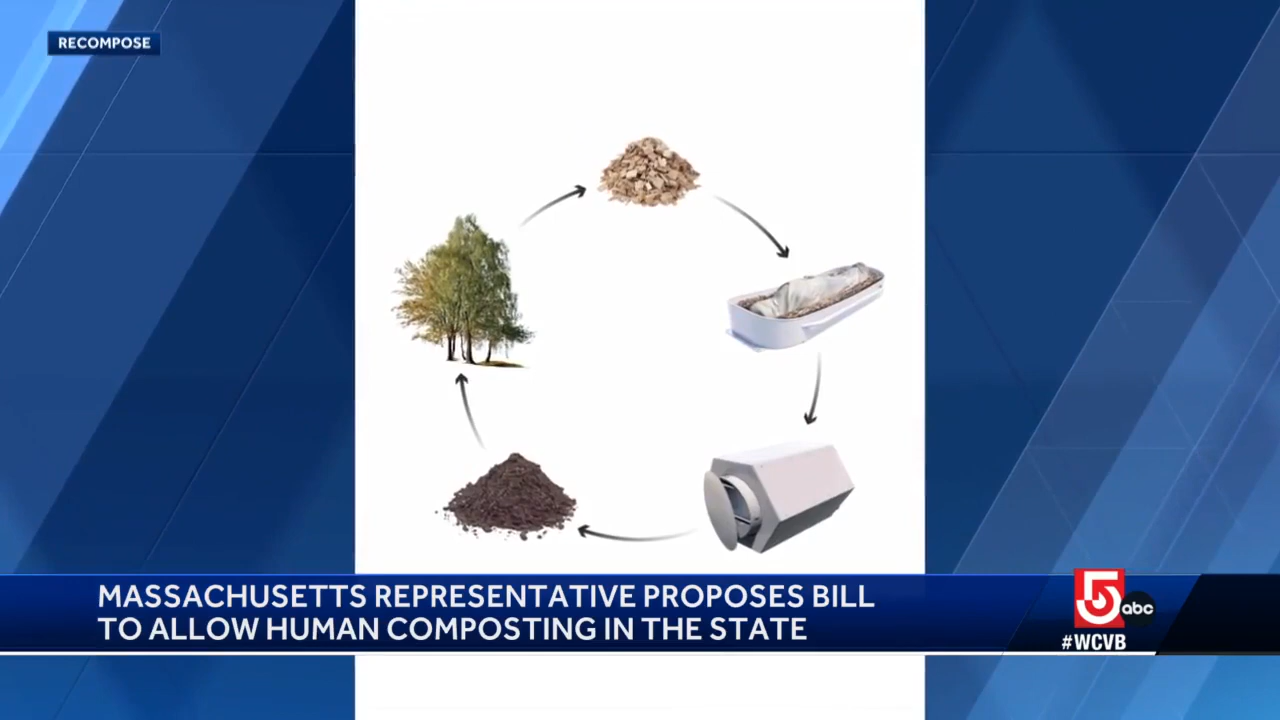 RECOMPOSE
MASSACHUSETTS REPRESENTATIVE PROPOSES BILL
TO ALLOW HUMAN COMPOSTING IN THE STATE
5 abc
#WCVB